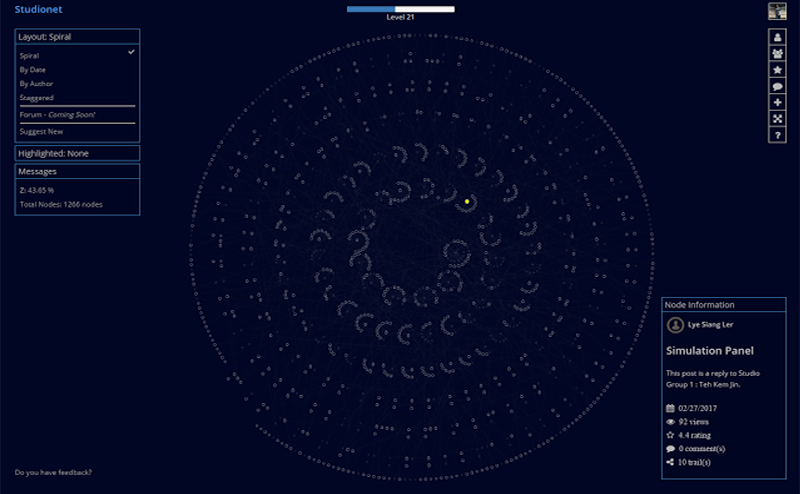 Studionet
Level 21
Layout: Spiral
Spiral
By Date
By Author
Staggered
Forum - Coming Soon!
Suggest New
Highlighted: None
Messages
Z: 43.65 %
Total Nodes: 1266 nodes
?
Node Information
Lye Siang Ler
Simulation Panel
This post is a reply to Studio
Group 1 : Teh Kem Jin.
02/27/2017
92 views
4.4 rating
0 comment(s)
10 trail(s)
Do you have feedback?